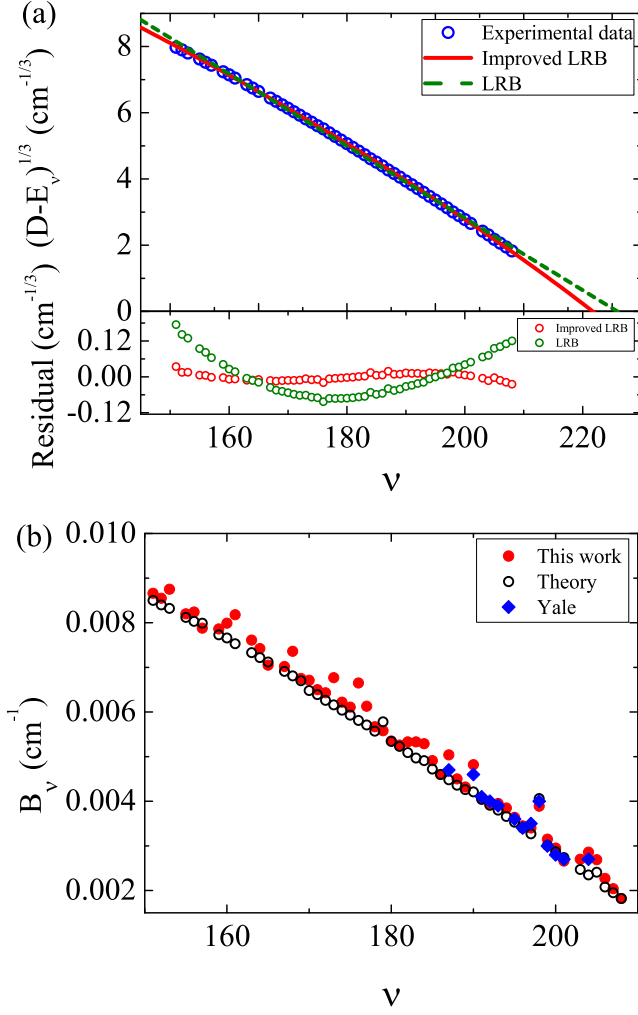 (a)
8
6
4
2
0
(D-E_ν)^{1/3} (cm^{-1/3})
Experimental data
Improved LRB
LRB
0.12
0.00
-0.12
Residual (cm^{-1/3})
Improved LRB
LRB
160 180 200 220
ν
(b)
0.010
0.008
0.006
0.004
0.002
B_ν (cm^{-1})
This work
Theory
Yale
160 180 200
ν